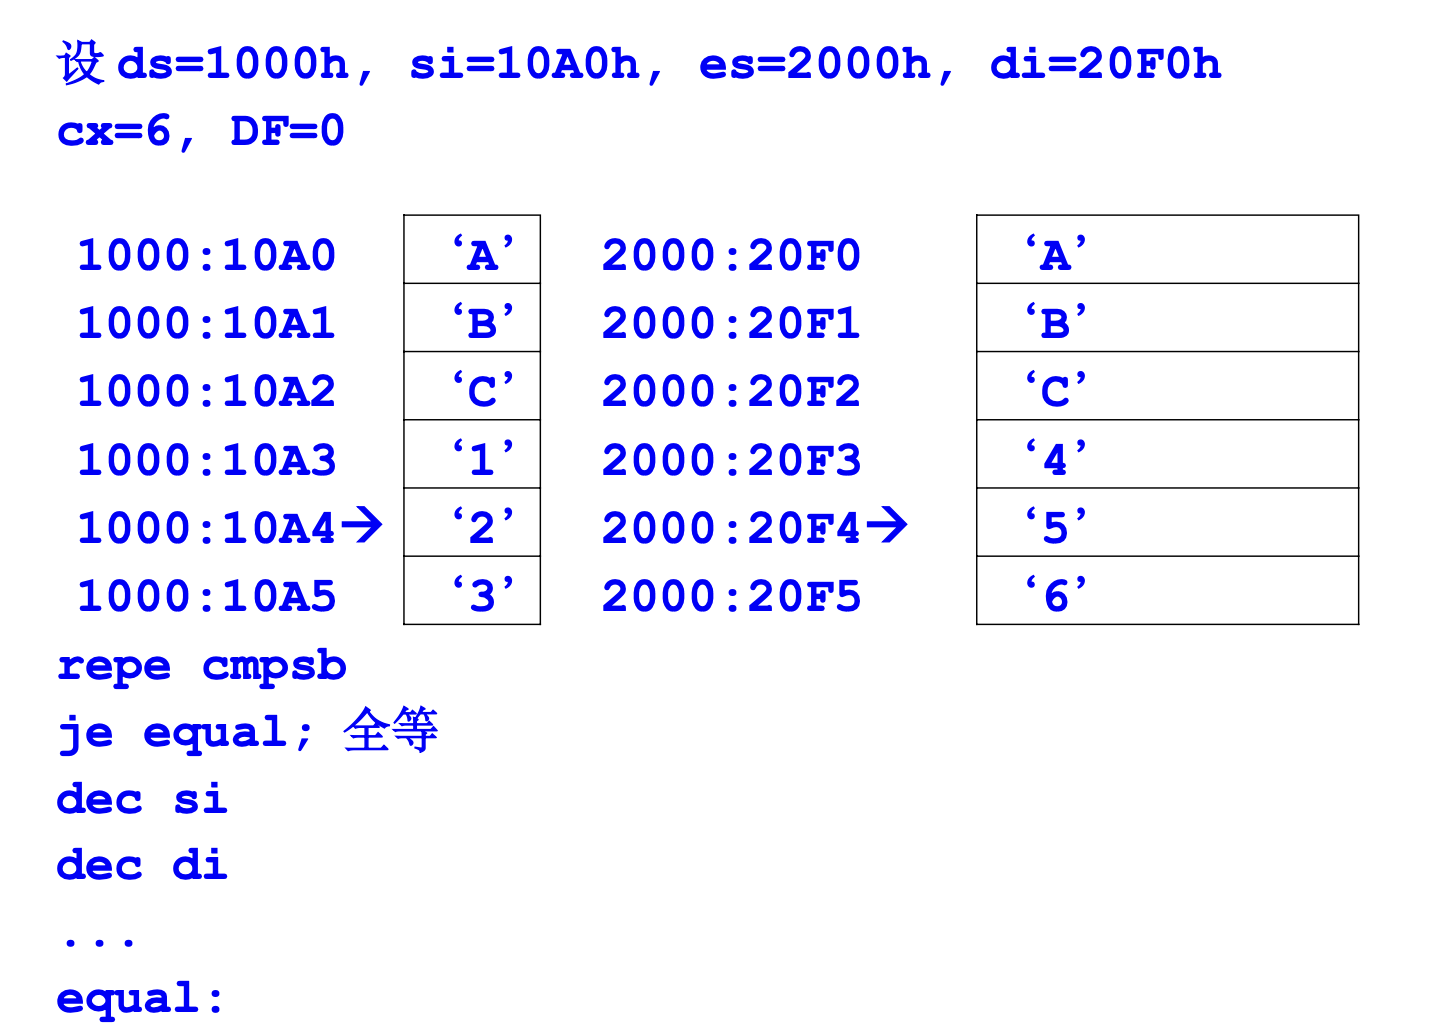 设 ds=1000h, si=10A0h, es=2000h, di=20F0h
cx=6, DF=0
1000:10A0 ‘A’ 2000:20F0 ‘A’
1000:10A1 ‘B’ 2000:20F1 ‘B’
1000:10A2 ‘C’ 2000:20F2 ‘C’
1000:10A3 ‘1’ 2000:20F3 ‘4’
1000:10A4→ ‘2’ 2000:20F4→ ‘5’
1000:10A5 ‘3’ 2000:20F5 ‘6’
repe cmpsb
je equal; 全等
dec si
dec di
...
equal: